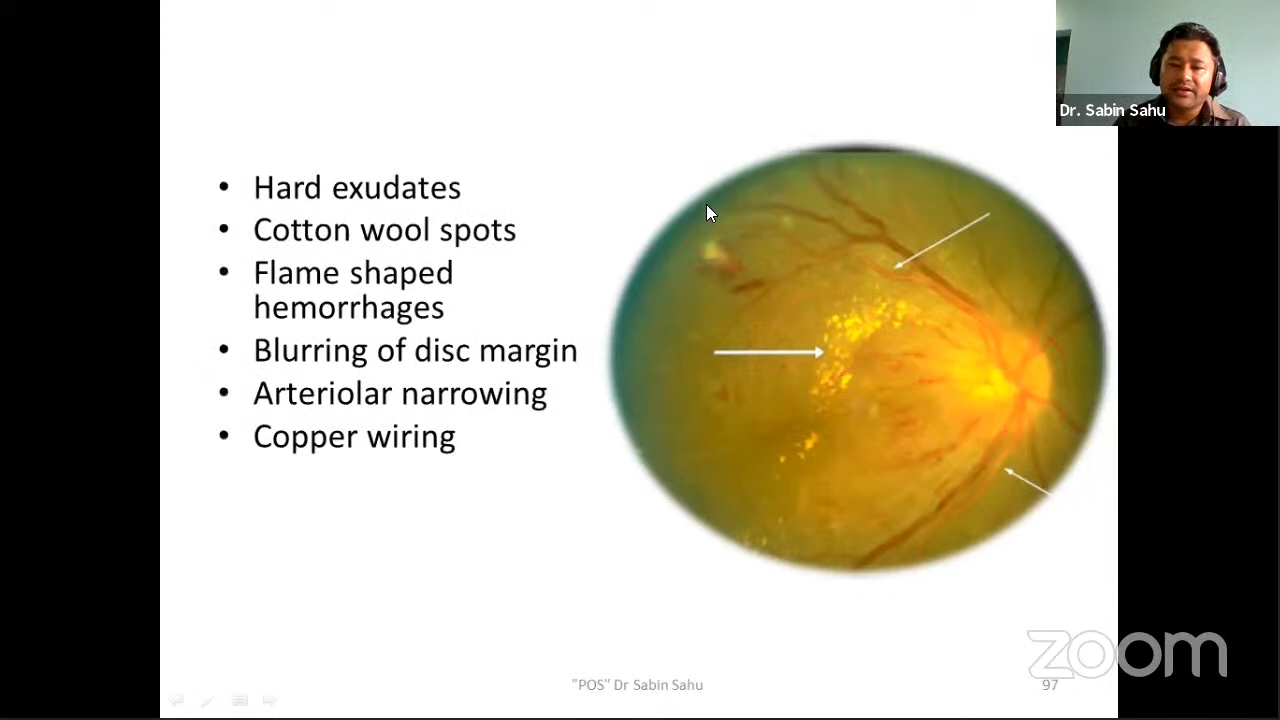 Dr. Sabin Sahu
• Hard exudates
• Cotton wool spots
• Flame shaped
hemorrhages
• Blurring of disc margin
• Arteriolar narrowing
• Copper wiring
zoom
"POS" Dr Sabin Sahu
97